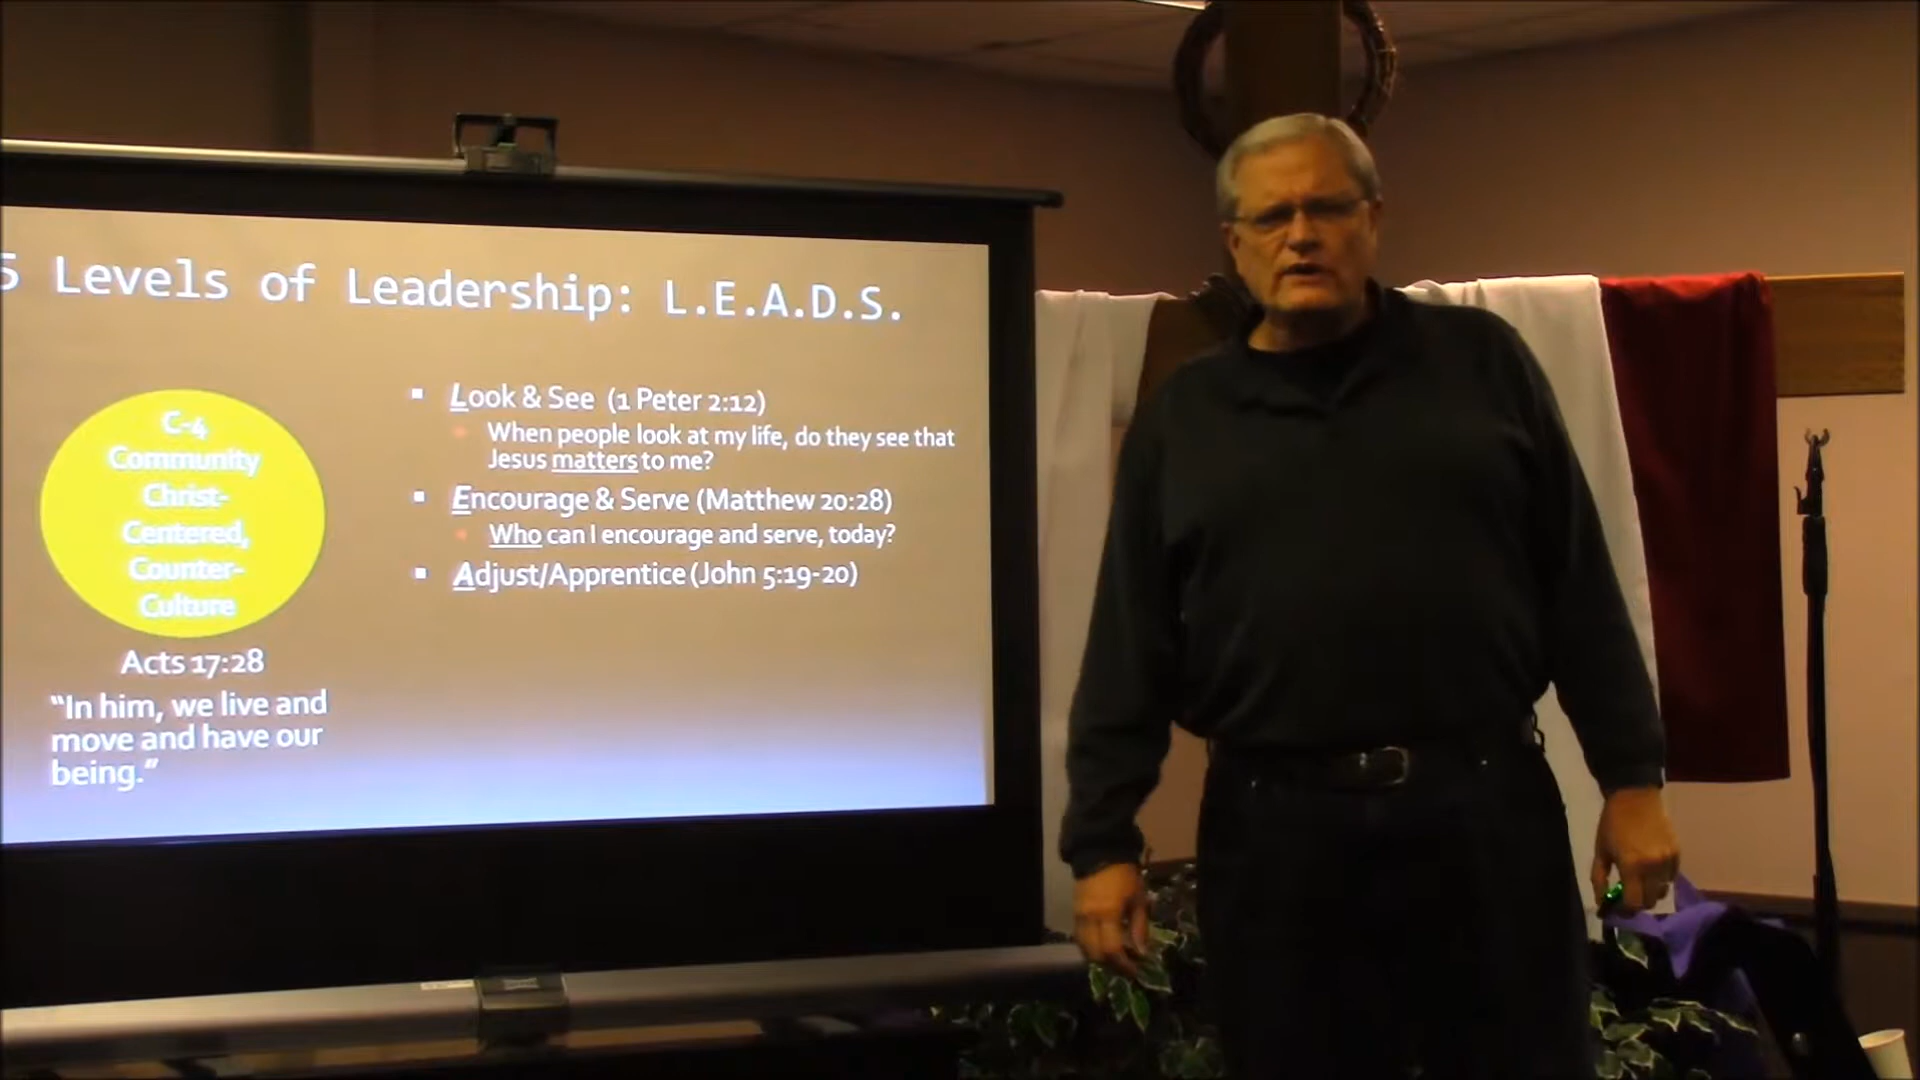 5 Levels of Leadership: L.E.A.D.S.
C-4
Community
Christ-
Centered,
Counter-
Culture
Acts 17:28
“In him, we live and
move and have our
being.”
Look & See (1 Peter 2:12)
When people look at my life, do they see that
Jesus matters to me?
Encourage & Serve (Matthew 20:28)
Who can I encourage and serve, today?
Adjust/Apprentice (John 5:19-20)